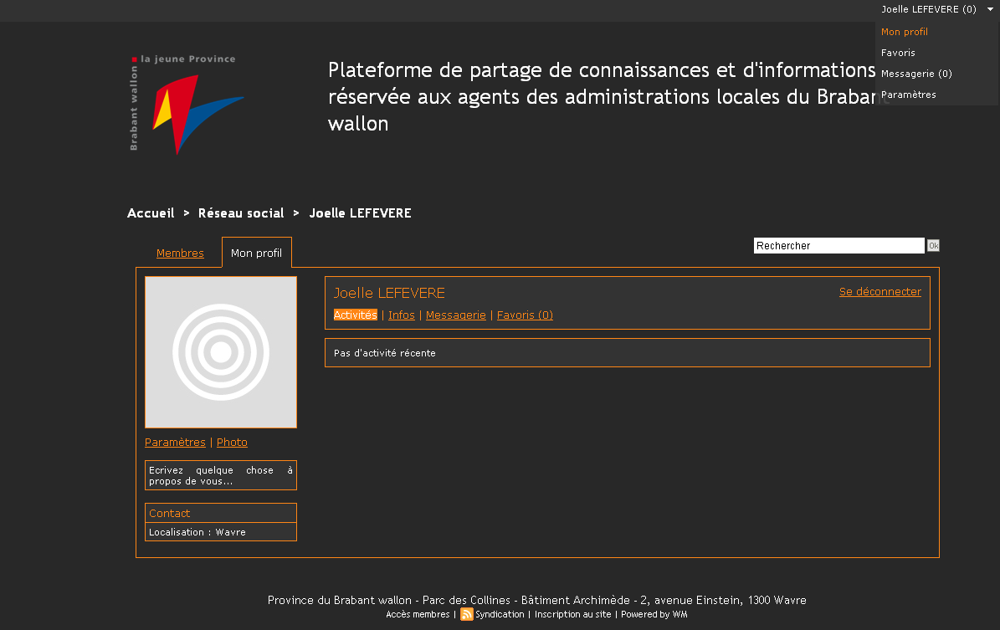 Joelle LEFEVERE (0)
Mon profil
Favoris
Messagerie (0)
Paramètres
la jeune Province
Brabant wallon
Plateforme de partage de connaissances et d'informations
réservée aux agents des administrations locales du Brabant
wallon
Accueil > Réseau social > Joelle LEFEVERE
Membres
Mon profil
Rechercher
Ok
Joelle LEFEVERE
Se déconnecter
Activités | Infos | Messagerie | Favoris (0)
Pas d'activité récente
Paramètres | Photo
Ecrivez quelque chose à
propos de vous...
Contact
Localisation : Wavre
Province du Brabant wallon - Parc des Collines - Bâtiment Archimède - 2, avenue Einstein, 1300 Wavre
Accès membres | Syndication | Inscription au site | Powered by WM